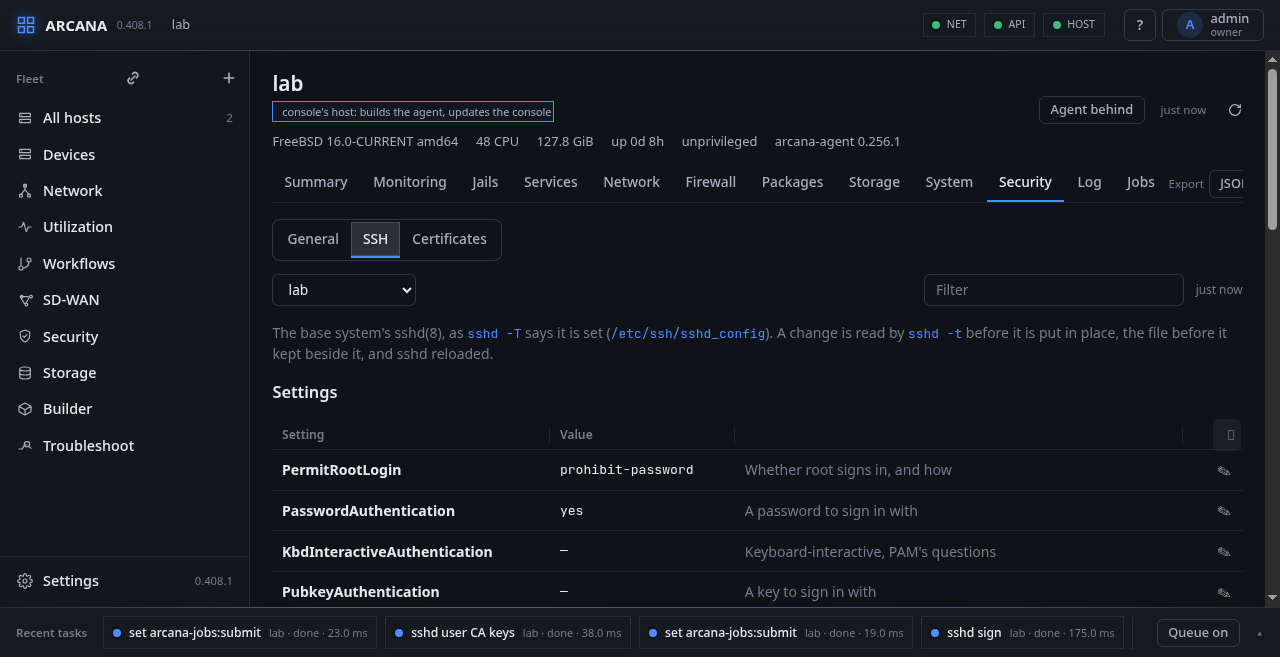 ARCANA 0.408.1 lab NET API HOST ? A admin owner
Fleet
All hosts 2
Devices
Network
Utilization
Workflows
SD-WAN
Security
Storage
Builder
Troubleshoot
Settings 0.408.1
lab
console's host: builds the agent, updates the console
Agent behind just now
FreeBSD 16.0-CURRENT amd64 48 CPU 127.8 GiB up 0d 8h unprivileged arcana-agent 0.256.1
Summary Monitoring Jails Services Network Firewall Packages Storage System Security Log Jobs Export JSO
General SSH Certificates
lab Filter just now
The base system's sshd(8), as sshd -T says it is set (/etc/ssh/sshd_config). A change is read by sshd -t before it is put in place, the file before it
kept beside it, and sshd reloaded.
Settings
Setting Value
PermitRootLogin prohibit-password Whether root signs in, and how
PasswordAuthentication yes A password to sign in with
KbdInteractiveAuthentication — Keyboard-interactive, PAM's questions
PubkeyAuthentication — A key to sign in with
Recent tasks set arcana-jobs:submit lab · done · 23.0 ms sshd user CA keys lab · done · 38.0 ms set arcana-jobs:submit lab · done · 19.0 ms sshd sign lab · done · 175.0 ms Queue on